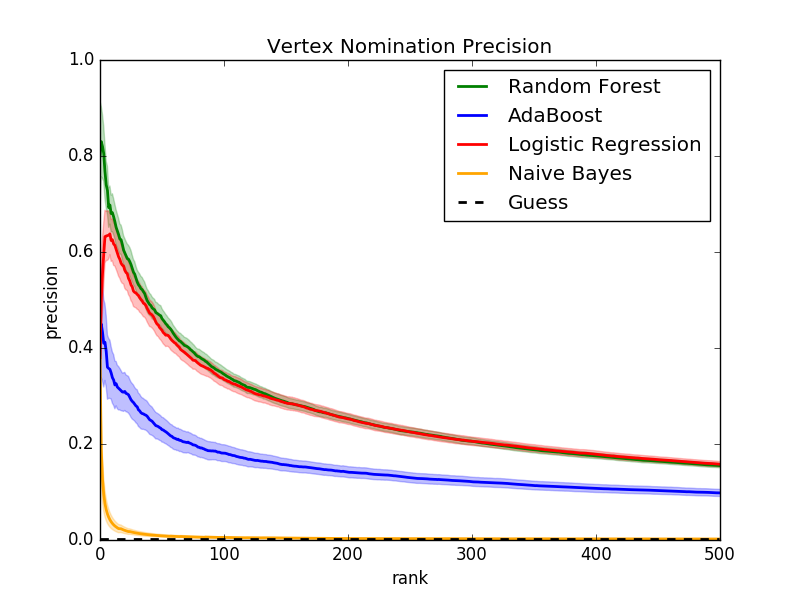 Vertex Nomination Precision
1.0
0.8
0.6
0.4
0.2
0.0
precision
Random Forest
AdaBoost
Logistic Regression
Naive Bayes
Guess
0 100 200 300 400 500
rank